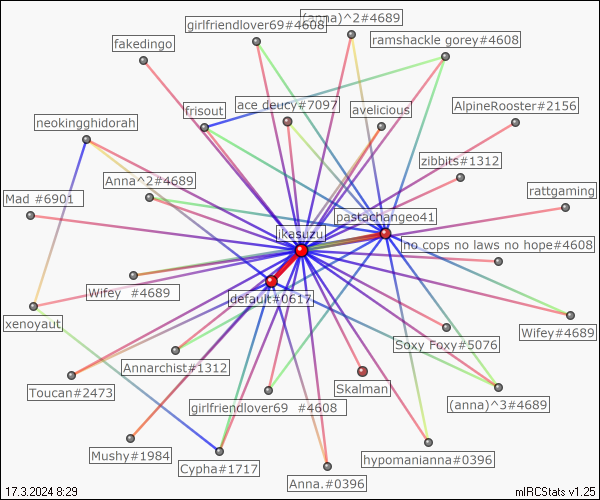 (anna)^2#4689
girlfriendlover69#4608
fakedingo
ramshackle gorey#4608
ace deucy#7097
avelicious
AlpineRooster#2156
frisout
neokingghidorah
zibbits#1312
Anna^2#4689
rattgaming
Mad #6901
pastachangeo41
ikasuzu
no cops no laws no hope#4608
Wifey #4689
default#0617
xenoyaut
Wifey#4689
Soxy Foxy#5076
Annarchist#1312
Skalman
Toucan#2473
girlfriendlover69 #4608
(anna)^3#4689
Mushy#1984
hypomanianna#0396
Cypha#1717
Anna.#0396
17.3.2024 8:29
mIRCStats v1.25